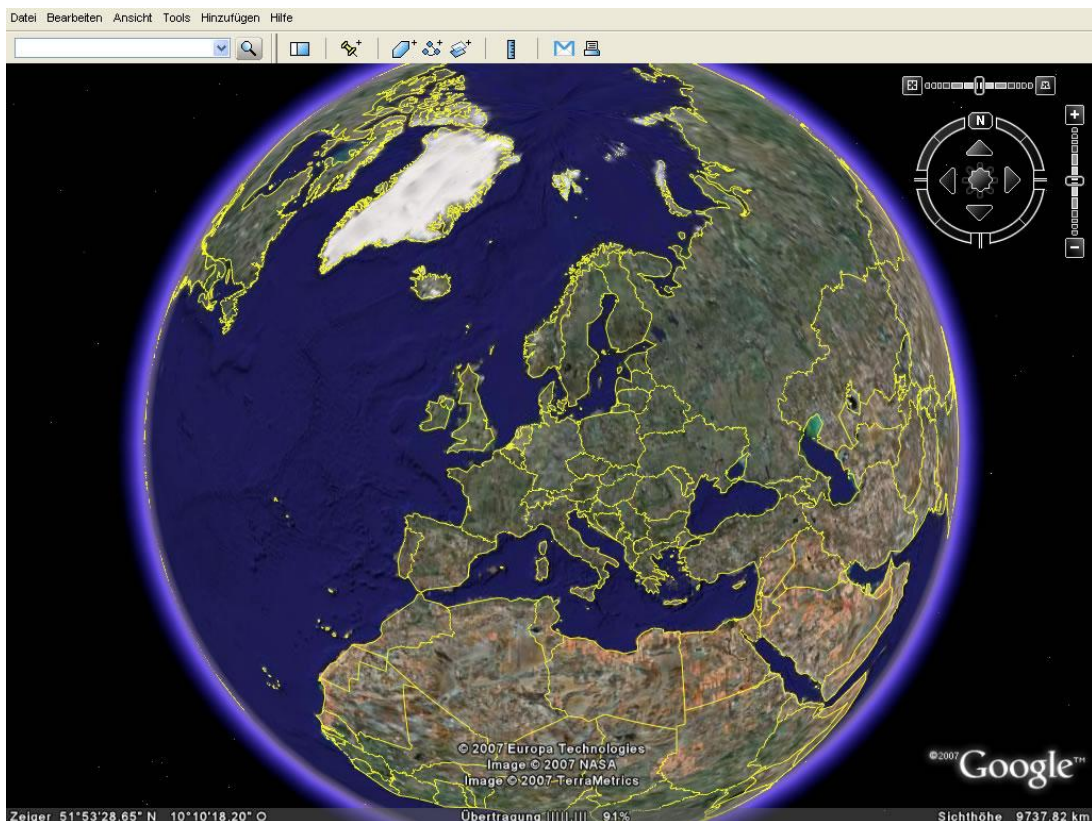 Datei Bearbeiten Ansicht Tools Hinzufügen Hilfe
N
© 2007 Europa Technologies
Image © 2007 NASA
Image © 2007 TerraMetrics
©2007 Google™
Zeiger 51°53'28.65" N 10°10'18.20" O Übertragung ||||||||| 91% Sichthöhe 9737.82 km